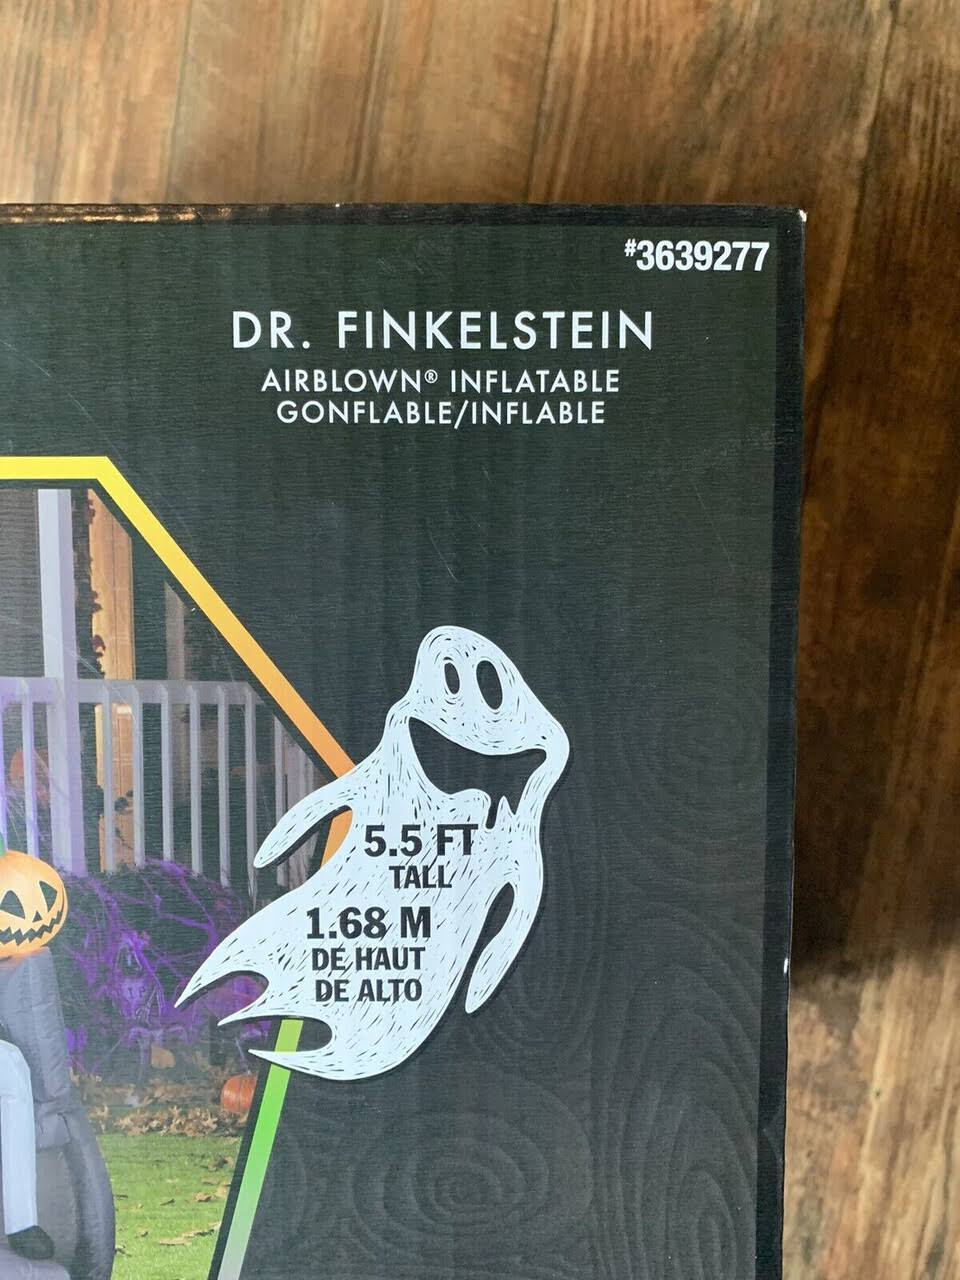 #3639277
DR. FINKELSTEIN
AIRBLOWN® INFLATABLE
GONFLABLE/INFLABLE
5.5 FT
TALL
1.68 M
DE HAUT
DE ALTO